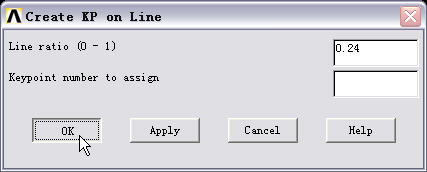 Create KP on Line
Line ratio (0 - 1)
0.24
Keypoint number to assign
OK Apply Cancel Help